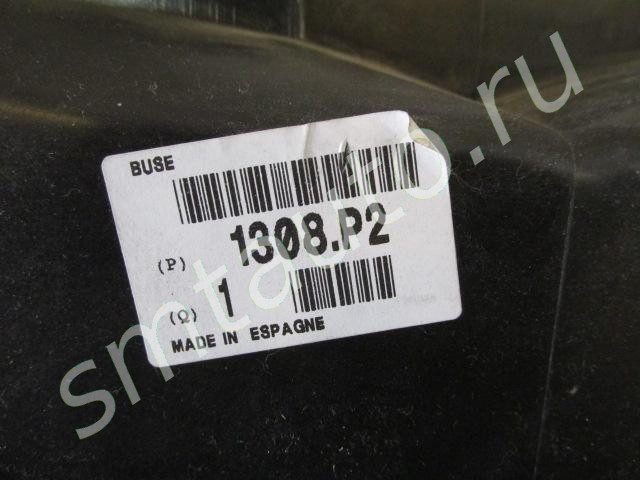 BUSE
(P) 1308.P2
(Q) 1
MADE IN ESPAGNE
smtauto.ru